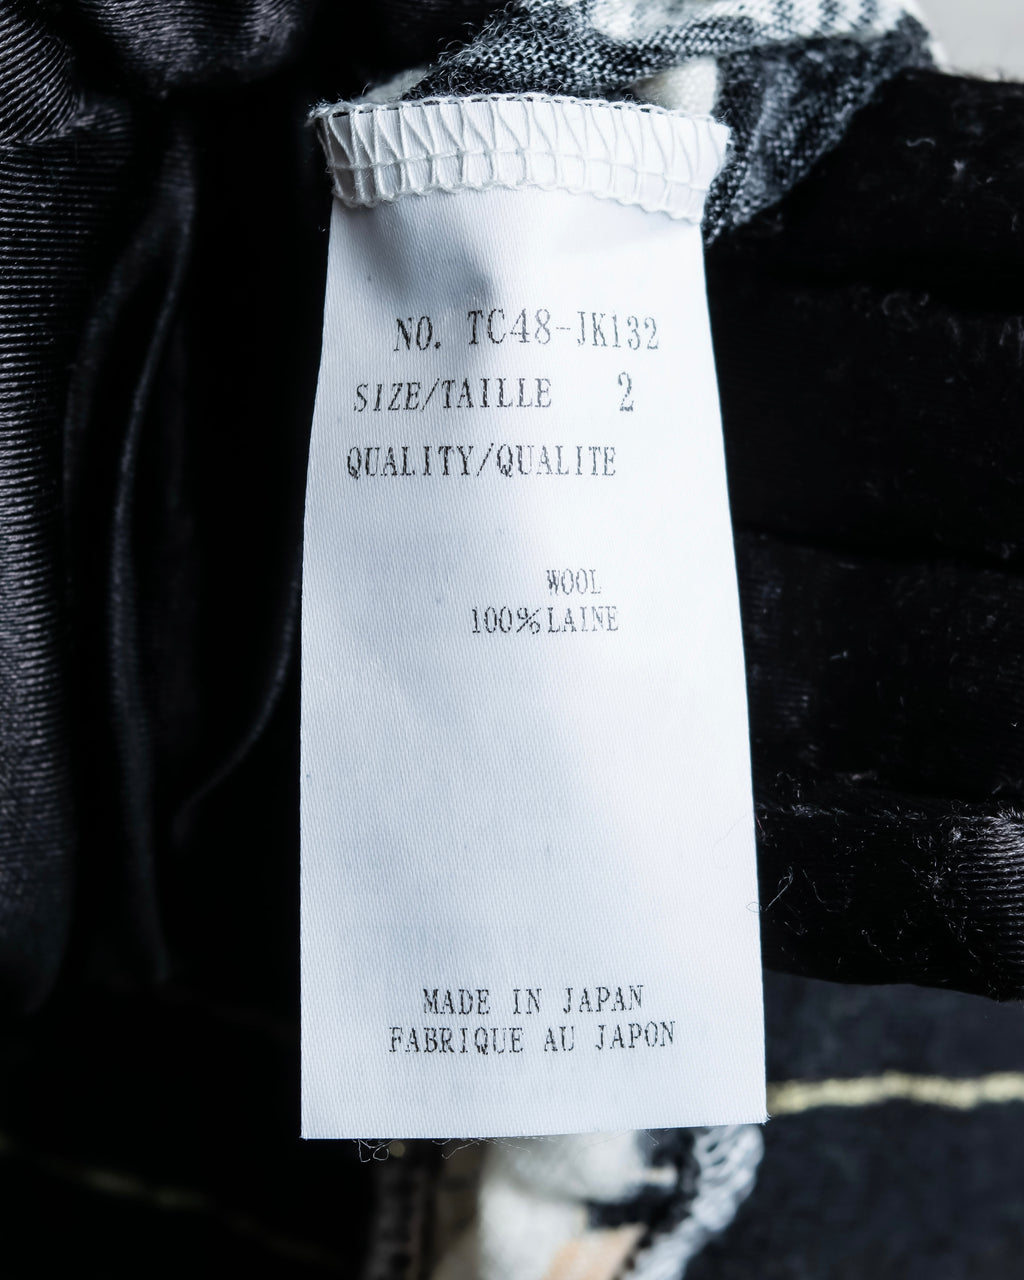 NO. TC48-JK132
SIZE/TAILLE 2
QUALITY/QUALITE
WOOL
100%LAINE
MADE IN JAPAN
FABRIQUE AU JAPON